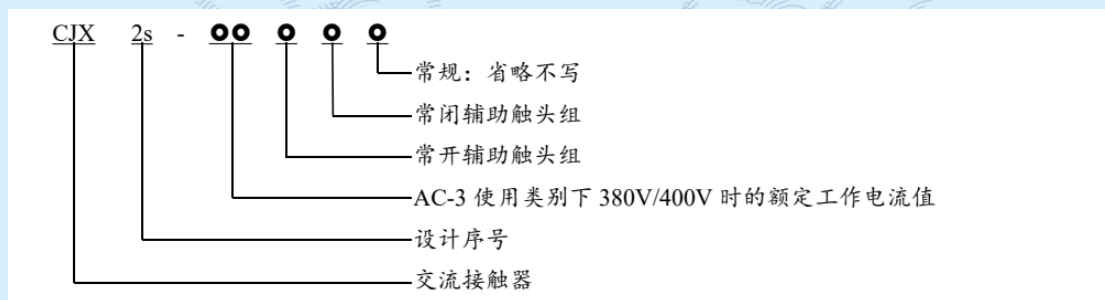 CJX 2s - oo o o o
常规：省略不写
常闭辅助触头组
常开辅助触头组
AC-3 使用类别下 380V/400V 时的额定工作电流值
设计序号
交流接触器